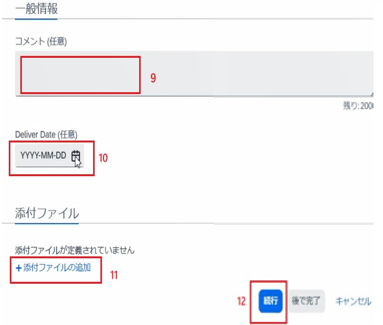 一般情報
コメント (任意)
9
残り:2000
Deliver Date (任意)
YYYY-MM-DD
10
添付ファイル
添付ファイルが定義されていません
+添付ファイルの追加
11
12 続行 後で完了 キャンセル